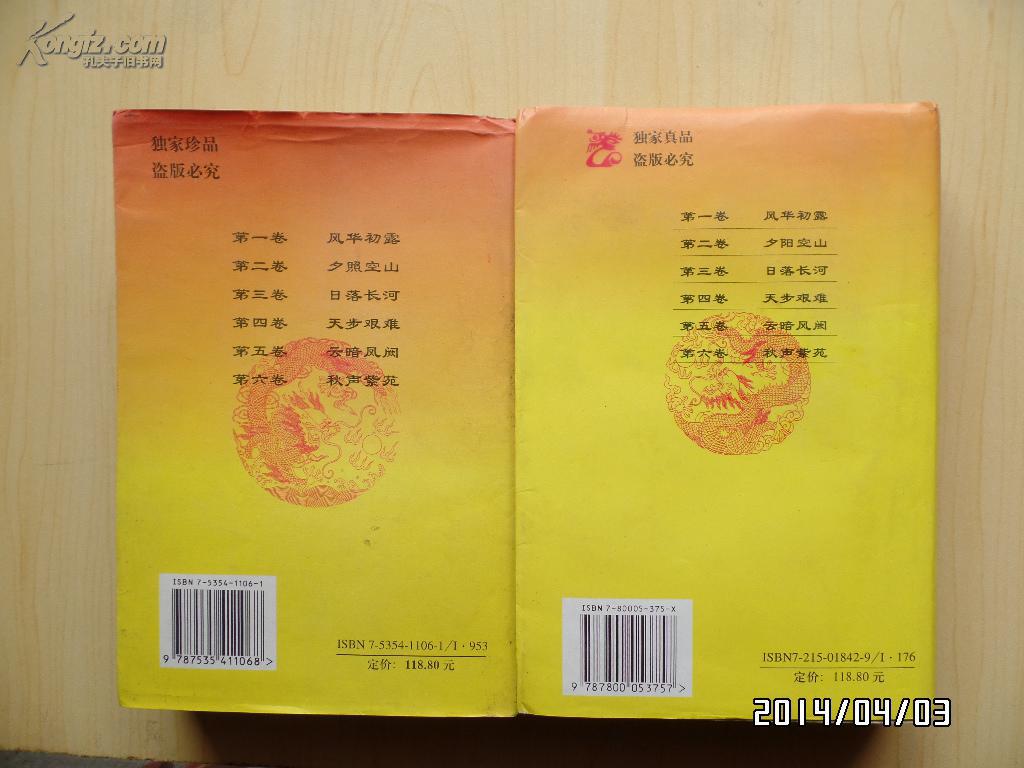 Kongfz.com
孔夫子旧书网
独家珍品
盗版必究
第一卷 风华初露
第二卷 夕照空山
第三卷 日落长河
第四卷 天步艰难
第五卷 云暗凤阙
第六卷 秋声紫苑
ISBN 7-5354-1106-1
9 787535 411068 >
ISBN 7-5354-1106-1/I·953
定价: 118.80 元
独家真品
盗版必究
第一卷 风华初露
第二卷 夕阳空山
第三卷 日落长河
第四卷 天步艰难
第五卷 云暗凤阙
第六卷 秋声紫苑
ISBN 7-80005-375-X
9 787800 053757 >
ISBN7-215-01842-9/I·176
定价: 118.80 元
2014/04/03